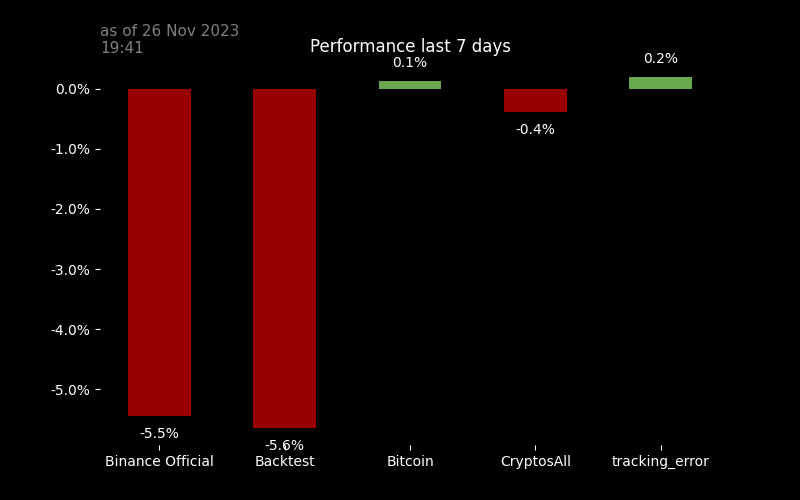 as of 26 Nov 2023
19:41
Performance last 7 days
0.1%
0.2%
0.0%
-0.4%
-1.0%
-2.0%
-3.0%
-4.0%
-5.0%
-5.5%
-5.6%
Binance Official
Backtest
Bitcoin
CryptosAll
tracking_error